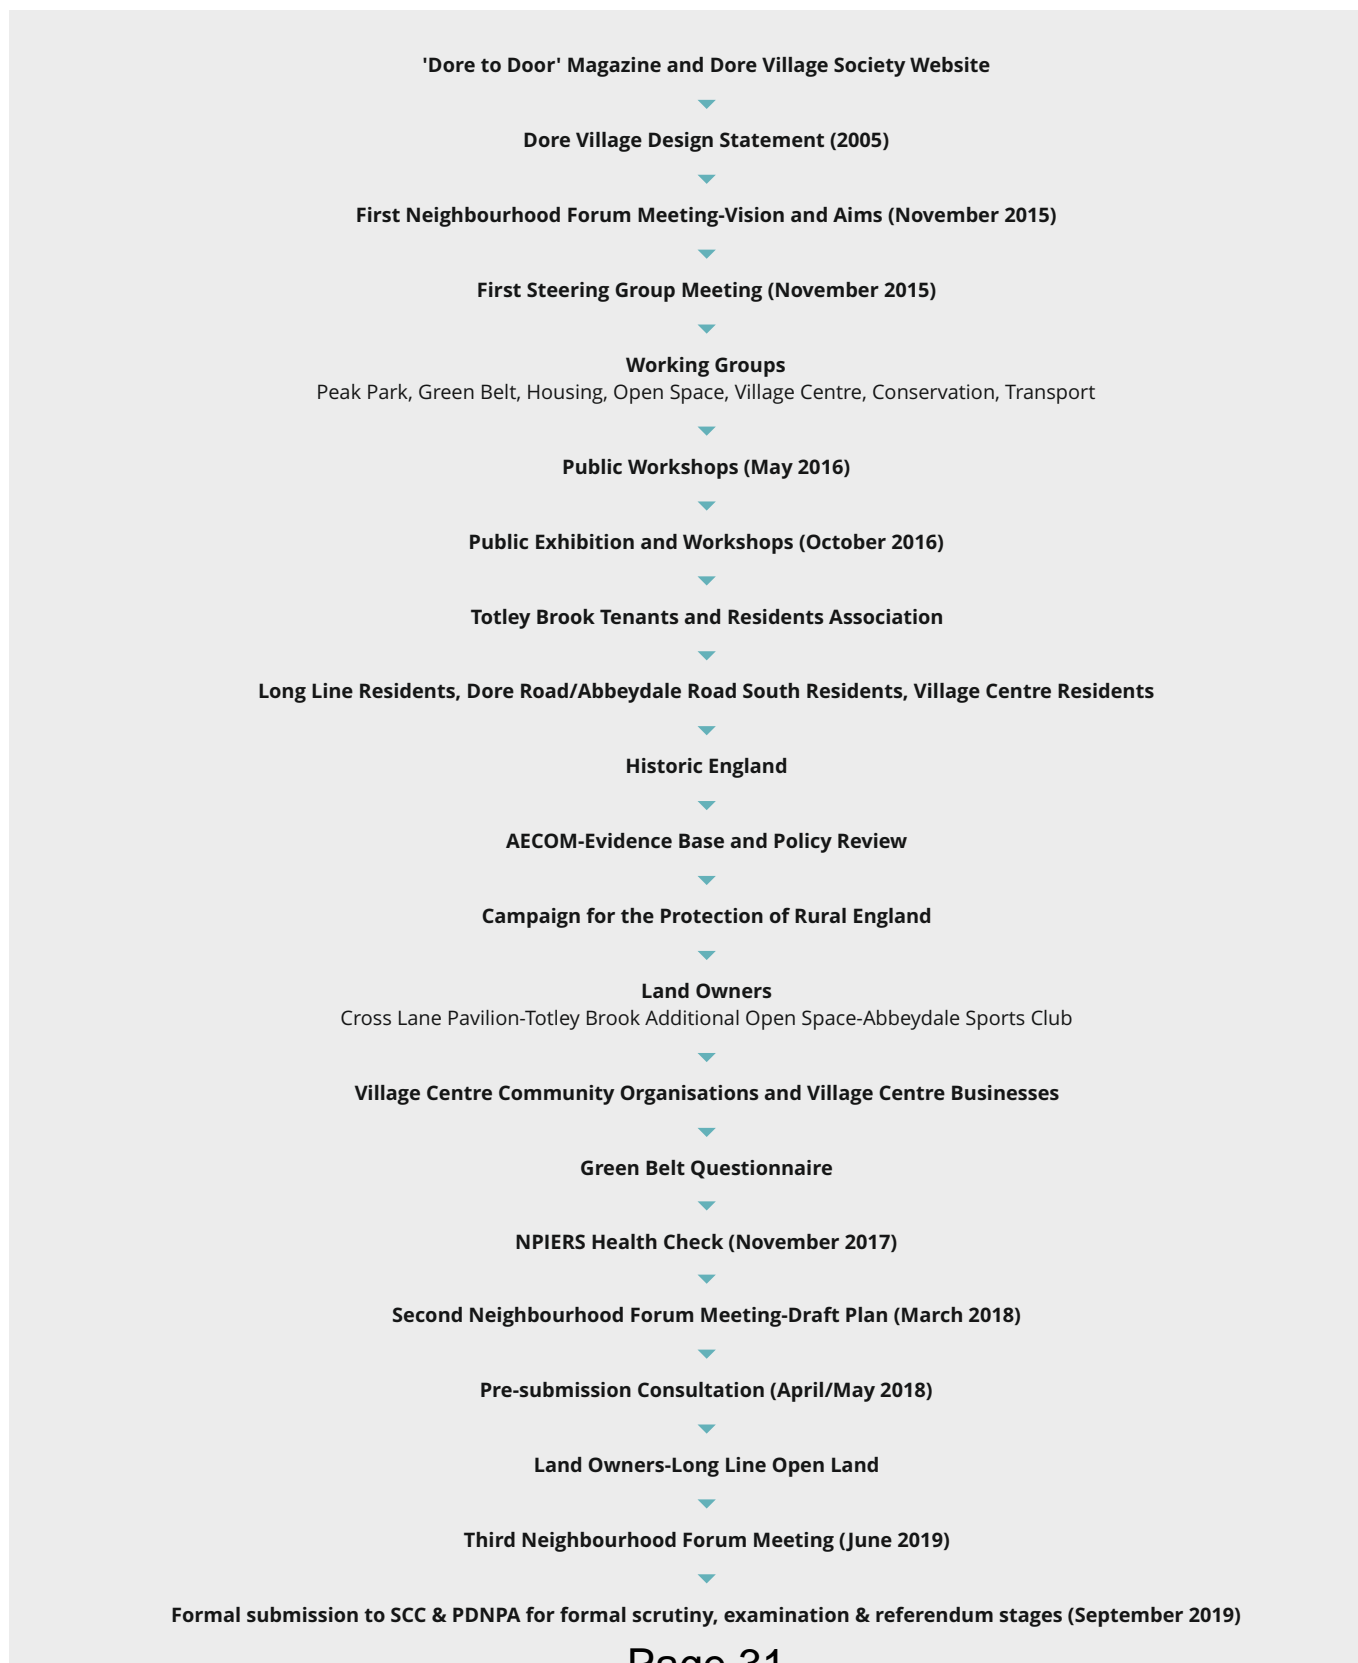 'Dore to Door' Magazine and Dore Village Society Website
Dore Village Design Statement (2005)
First Neighbourhood Forum Meeting-Vision and Aims (November 2015)
First Steering Group Meeting (November 2015)
Working Groups
Peak Park, Green Belt, Housing, Open Space, Village Centre, Conservation, Transport
Public Workshops (May 2016)
Public Exhibition and Workshops (October 2016)
Totley Brook Tenants and Residents Association
Long Line Residents, Dore Road/Abbeydale Road South Residents, Village Centre Residents
Historic England
AECOM-Evidence Base and Policy Review
Campaign for the Protection of Rural England
Land Owners
Cross Lane Pavilion-Totley Brook Additional Open Space-Abbeydale Sports Club
Village Centre Community Organisations and Village Centre Businesses
Green Belt Questionnaire
NPIERS Health Check (November 2017)
Second Neighbourhood Forum Meeting-Draft Plan (March 2018)
Pre-submission Consultation (April/May 2018)
Land Owners-Long Line Open Land
Third Neighbourhood Forum Meeting (June 2019)
Formal submission to SCC & PDNPA for formal scrutiny, examination & referendum stages (September 2019)
Page 31